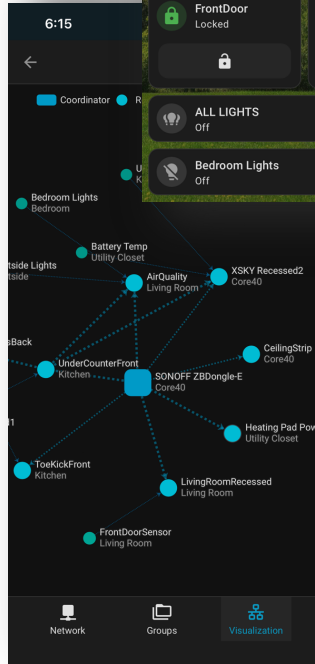 6:15
FrontDoor
Locked
Coordinator
R
ALL LIGHTS
Off
U
K
Bedroom Lights
Off
Bedroom Lights
Bedroom
Battery Temp
Utility Closet
tside Lights
tside
AirQuality
Living Room
XSKY Recessed2
Core40
sBack
CeilingStrip
Core40
UnderCounterFront
Kitchen
SONOFF ZBDongle-E
Core40
Heating Pad Pow
Utility Closet
ToeKickFront
Kitchen
LivingRoomRecessed
Living Room
FrontDoorSensor
Living Room
Network
Groups
Visualization